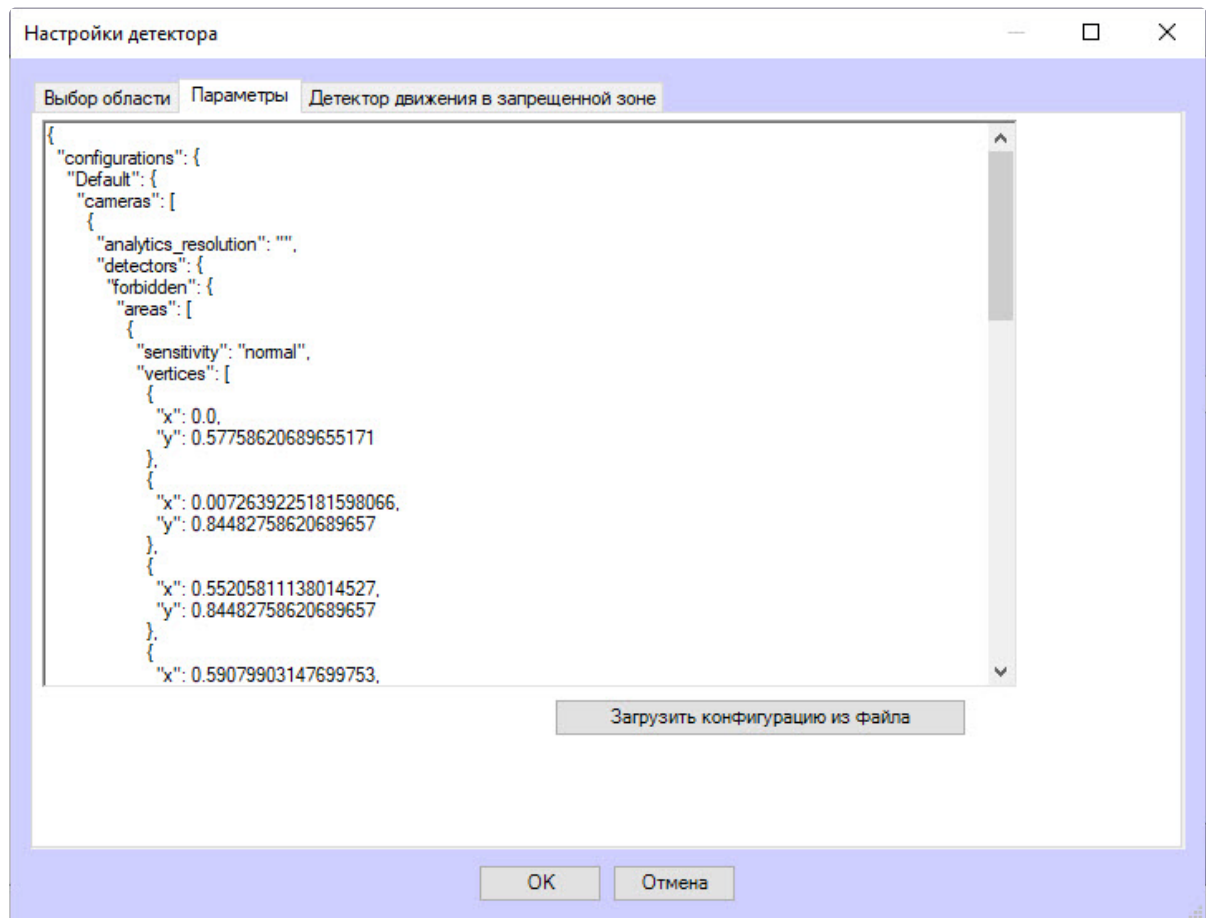 Настройки детектора
Выбор области Параметры Детектор движения в запрещенной зоне
{
"configurations": {
"Default": {
"cameras": [
{
"analytics_resolution": "",
"detectors": {
"forbidden": {
"areas": [
{
"sensitivity": "normal",
"vertices": [
{
"x": 0.0,
"y": 0.57758620689655171
},
{
"x": 0.0072639225181598066,
"y": 0.84482758620689657
},
{
"x": 0.55205811138014527,
"y": 0.84482758620689657
},
{
"x": 0.59079903147699753,
Загрузить конфигурацию из файла
OK Отмена